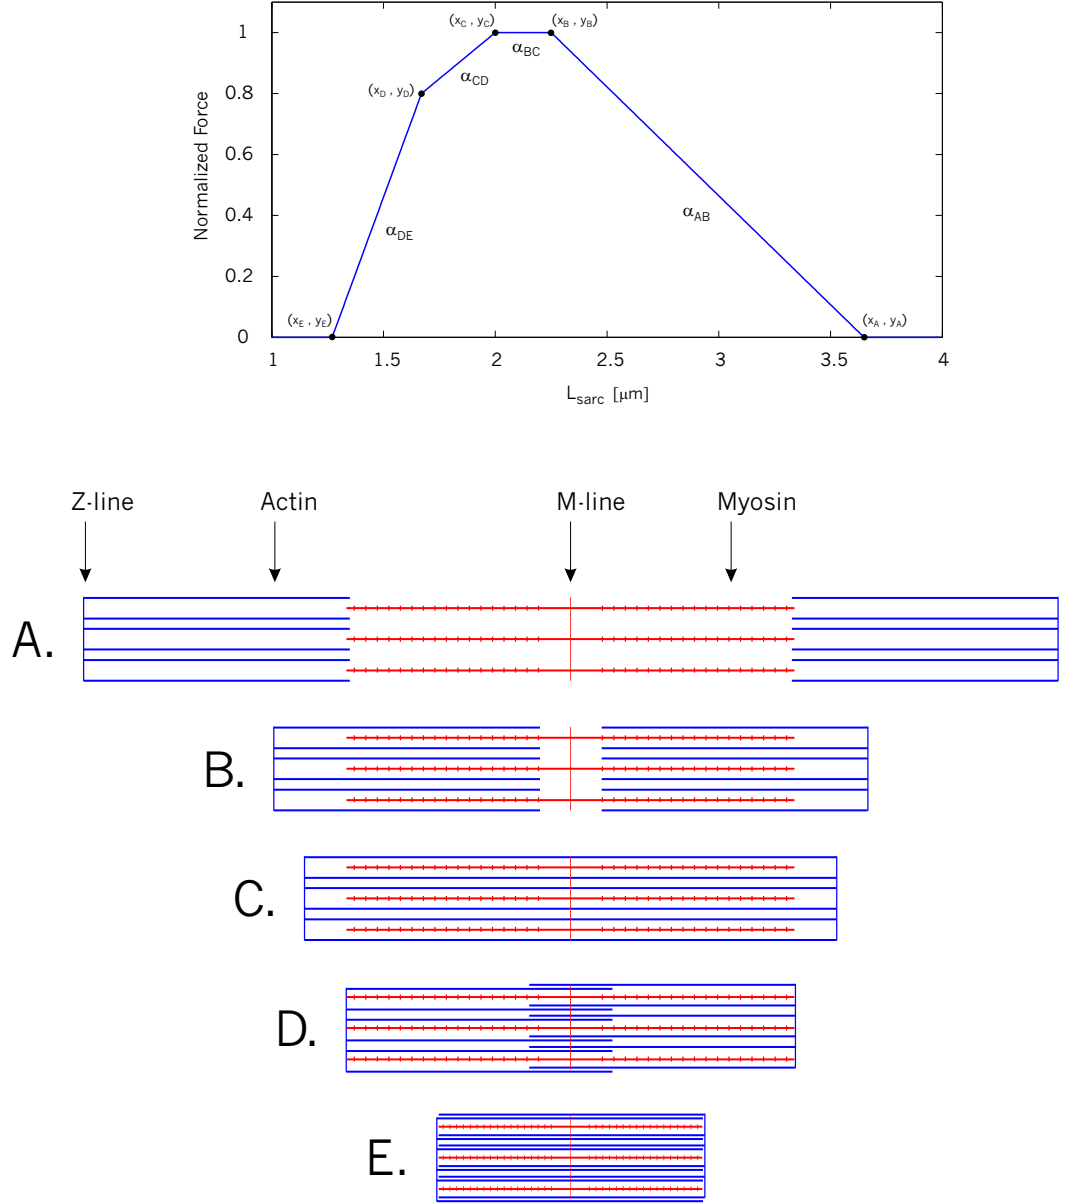 (x_C , y_C)
(x_B , y_B)
1
α_BC
α_CD
(x_D , y_D)
0.8
Normalized Force
0.6
0.4
α_AB
α_DE
0.2
(x_E , y_E)
(x_A , y_A)
0
1 1.5 2 2.5 3 3.5 4
L_sarc [μm]
Z-line Actin M-line Myosin
A.
B.
C.
D.
E.